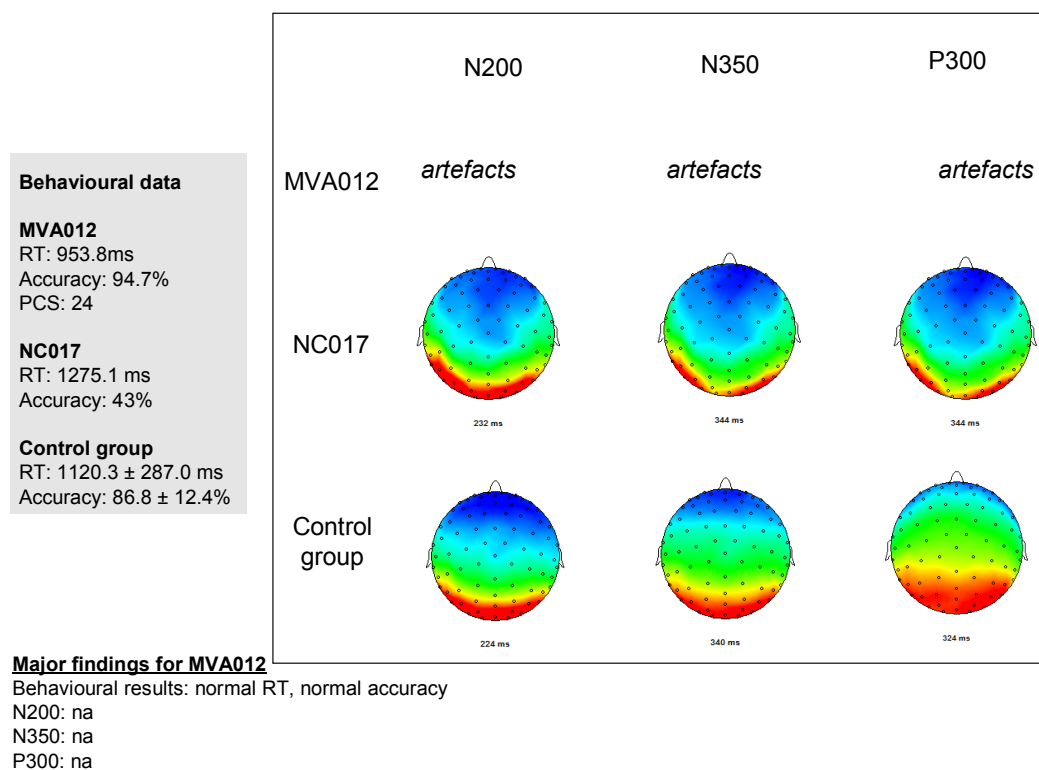 N200 N350 P300
MVA012 artefacts artefacts artefacts
Behavioural data
MVA012
RT: 953.8ms
Accuracy: 94.7%
PCS: 24
NC017
RT: 1275.1 ms
Accuracy: 43%
Control group
RT: 1120.3 ± 287.0 ms
Accuracy: 86.8 ± 12.4%
NC017
232 ms 344 ms 344 ms
Control
group
224 ms 340 ms 324 ms
Major findings for MVA012
Behavioural results: normal RT, normal accuracy
N200: na
N350: na
P300: na